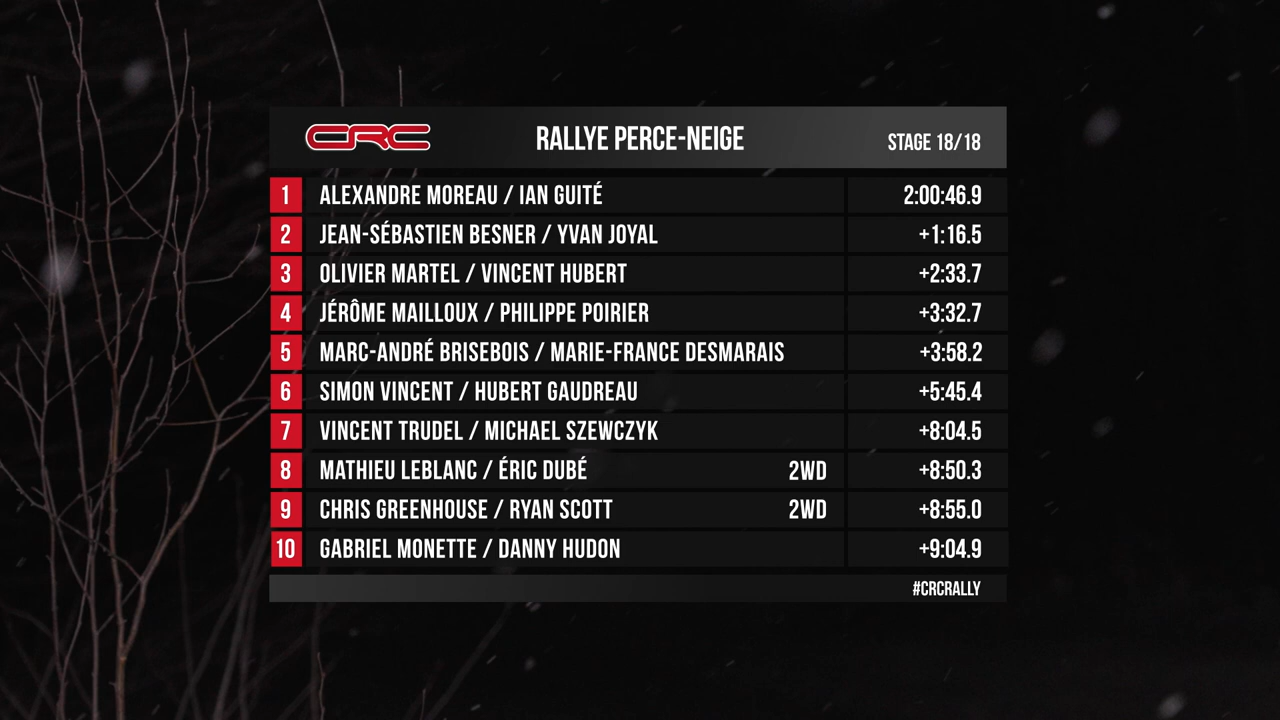 CRC RALLYE PERCE-NEIGE STAGE 18/18
1 ALEXANDRE MOREAU / IAN GUITÉ 2:00:46.9
2 JEAN-SÉBASTIEN BESNER / YVAN JOYAL +1:16.5
3 OLIVIER MARTEL / VINCENT HUBERT +2:33.7
4 JÉRÔME MAILLOUX / PHILIPPE POIRIER +3:32.7
5 MARC-ANDRÉ BRISEBOIS / MARIE-FRANCE DESMARAIS +3:58.2
6 SIMON VINCENT / HUBERT GAUDREAU +5:45.4
7 VINCENT TRUDEL / MICHAEL SZEWCZYK +8:04.5
8 MATHIEU LEBLANC / ÉRIC DUBÉ 2WD +8:50.3
9 CHRIS GREENHOUSE / RYAN SCOTT 2WD +8:55.0
10 GABRIEL MONETTE / DANNY HUDON +9:04.9
#CRCRALLY